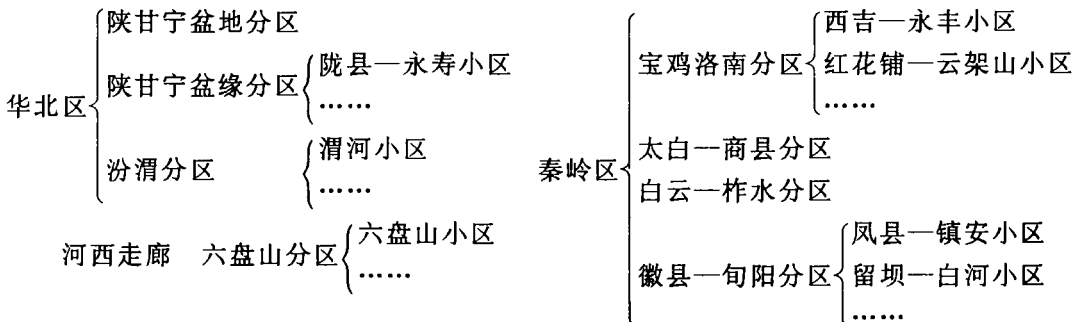 华北区
陕甘宁盆地分区
陕甘宁盆缘分区
陇县—永寿小区
……
汾渭分区
渭河小区
……
河西走廊 六盘山分区
六盘山小区
……
秦岭区
宝鸡洛南分区
西吉—永丰小区
红花铺—云架山小区
……
太白—商县分区
白云—柞水分区
徽县—旬阳分区
凤县—镇安小区
留坝—白河小区
……